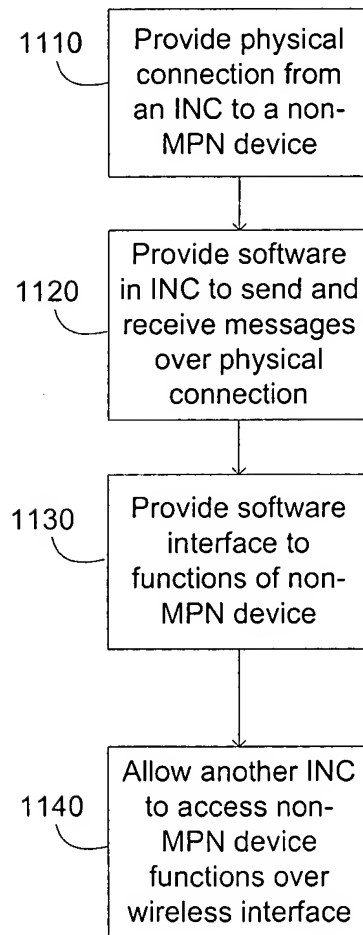 1110
Provide physical
connection from
an INC to a non-
MPN device
1120
Provide software
in INC to send and
receive messages
over physical
connection
1130
Provide software
interface to
functions of non-
MPN device
1140
Allow another INC
to access non-
MPN device
functions over
wireless interface